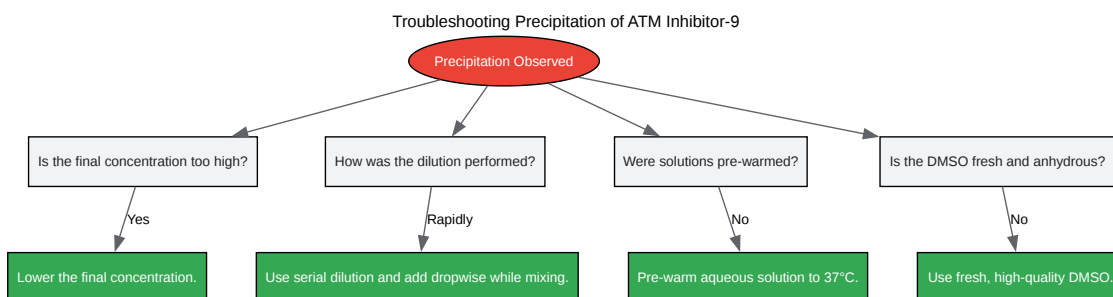 Troubleshooting Precipitation of ATM Inhibitor-9
Precipitation Observed
Is the final concentration too high?
How was the dilution performed?
Were solutions pre-warmed?
Is the DMSO fresh and anhydrous?
Yes
Rapidly
No
No
Lower the final concentration.
Use serial dilution and add dropwise while mixing.
Pre-warm aqueous solution to 37°C.
Use fresh, high-quality DMSO.